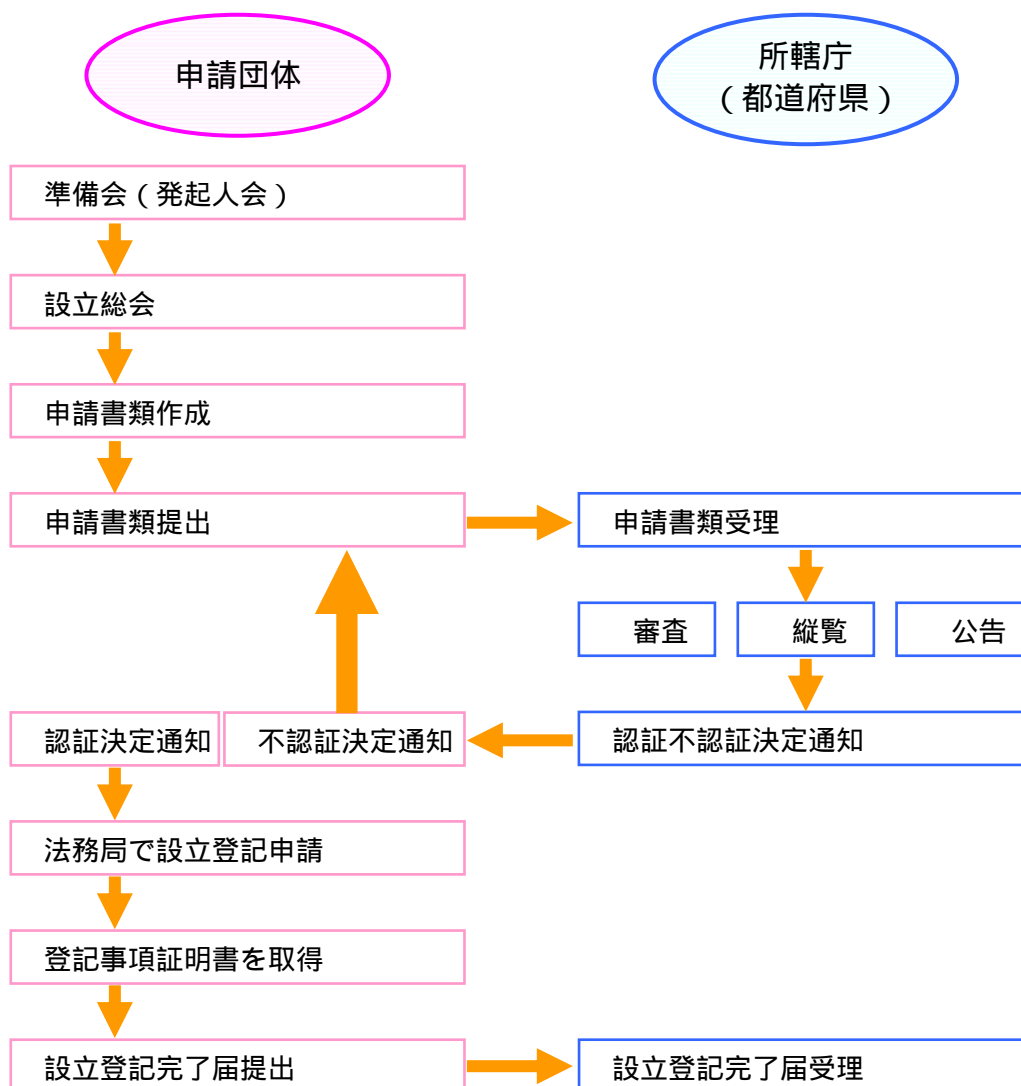 申請団体
所轄庁
（都道府県）
準備会（発起人会）
設立総会
申請書類作成
申請書類提出
申請書類受理
審査
縦覧
公告
認証決定通知
不認証決定通知
認証不認証決定通知
法務局で設立登記申請
登記事項証明書を取得
設立登記完了届提出
設立登記完了届受理